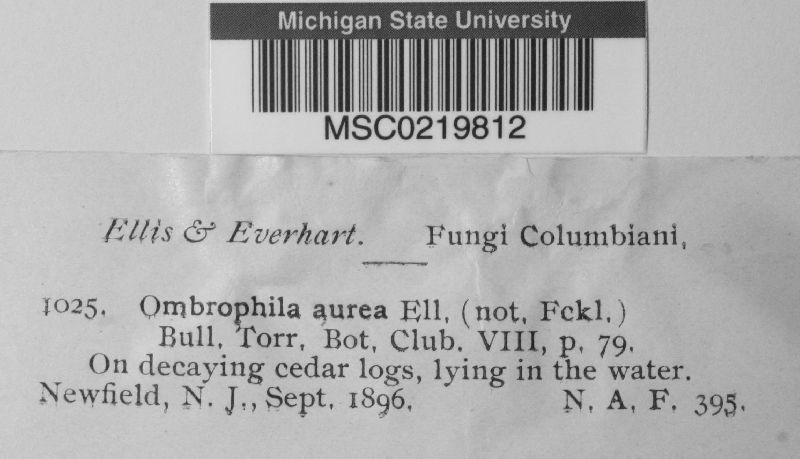 Michigan State University
MSC0219812
Ellis & Everhart. Fungi Columbiani.
1025. Ombrophila aurea Ell. (not. Fckl.)
Bull. Torr. Bot. Club. VIII, p. 79.
On decaying cedar logs, lying in the water.
Newfield, N. J., Sept. 1896. N. A. F. 395.